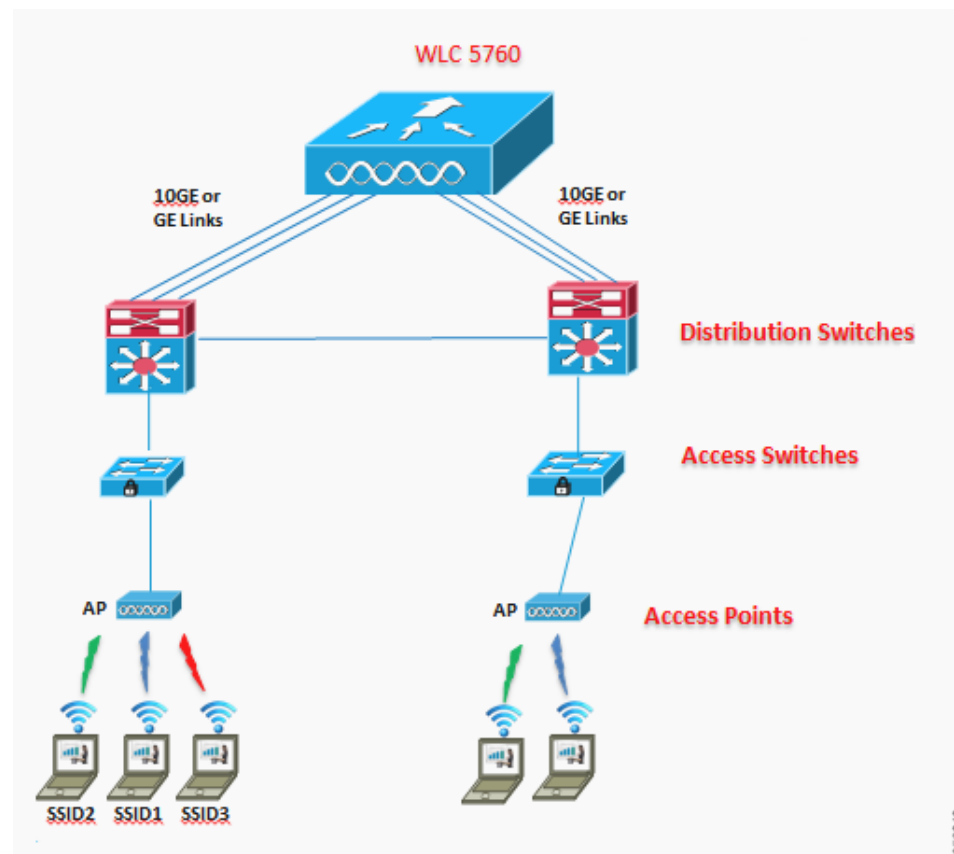 WLC 5760
10GE or
GE Links
10GE or
GE Links
Distribution Switches
Access Switches
AP
AP
Access Points
SSID2
SSID1
SSID3